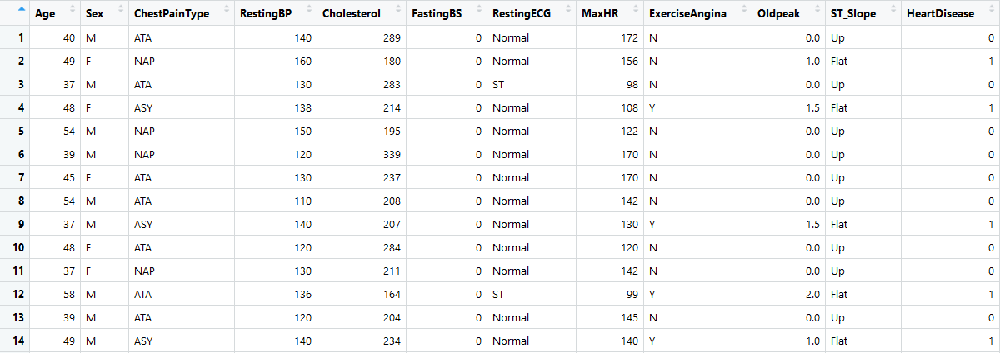 Age Sex ChestPainType RestingBP Cholesterol FastingBS RestingECG MaxHR ExerciseAngina Oldpeak ST_Slope HeartDisease
1 40 M ATA 140 289 0 Normal 172 N 0.0 Up 0
2 49 F NAP 160 180 0 Normal 156 N 1.0 Flat 1
3 37 M ATA 130 283 0 ST 98 N 0.0 Up 0
4 48 F ASY 138 214 0 Normal 108 Y 1.5 Flat 1
5 54 M NAP 150 195 0 Normal 122 N 0.0 Up 0
6 39 M NAP 120 339 0 Normal 170 N 0.0 Up 0
7 45 F ATA 130 237 0 Normal 170 N 0.0 Up 0
8 54 M ATA 110 208 0 Normal 142 N 0.0 Up 0
9 37 M ASY 140 207 0 Normal 130 Y 1.5 Flat 1
10 48 F ATA 120 284 0 Normal 120 N 0.0 Up 0
11 37 F NAP 130 211 0 Normal 142 N 0.0 Up 0
12 58 M ATA 136 164 0 ST 99 Y 2.0 Flat 1
13 39 M ATA 120 204 0 Normal 145 N 0.0 Up 0
14 49 M ASY 140 234 0 Normal 140 Y 1.0 Flat 1